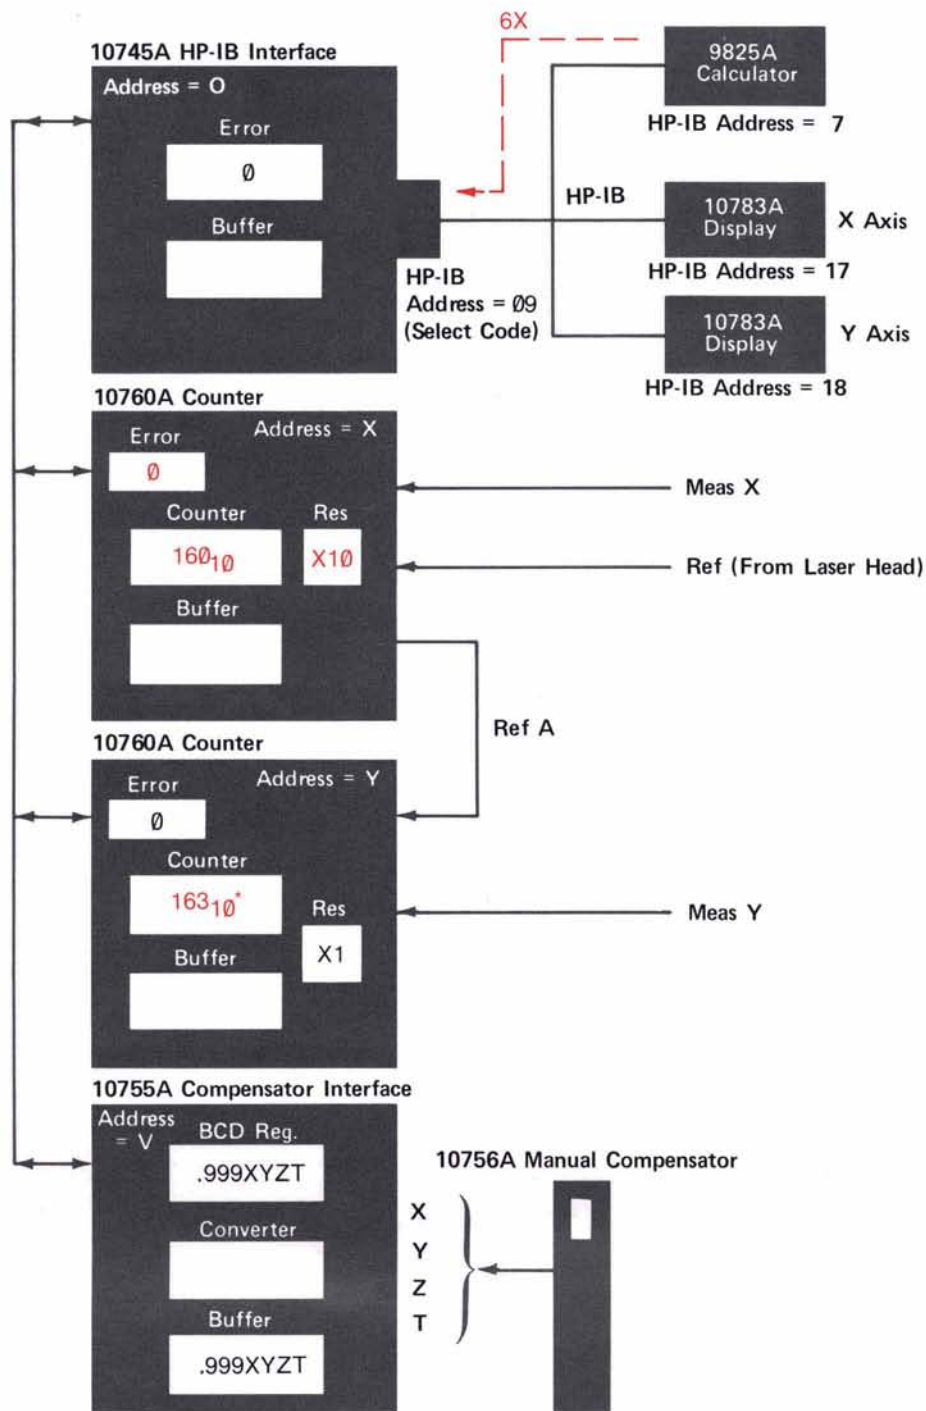 6X
10745A HP-IB Interface
Address = O
Error
Ø
Buffer
HP-IB
Address = Ø9
(Select Code)
HP-IB
9825A
Calculator
HP-IB Address = 7
10783A
Display
X Axis
HP-IB Address = 17
10783A
Display
Y Axis
HP-IB Address = 18
10760A Counter
Address = X
Error
Ø
Counter
Res
16Ø1Ø
X1Ø
Buffer
Meas X
Ref (From Laser Head)
Ref A
10760A Counter
Address = Y
Error
Ø
Counter
1631Ø*
Res
X1
Buffer
Meas Y
10755A Compensator Interface
Address
= V
BCD Reg.
.999XYZT
Converter
Buffer
.999XYZT
10756A Manual Compensator
X
Y
Z
T